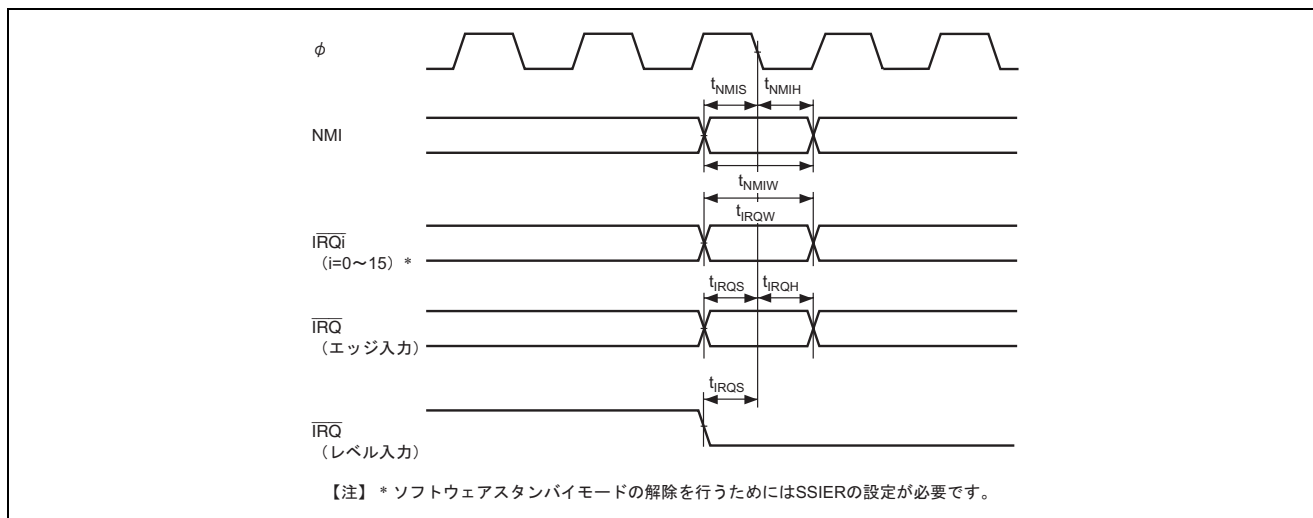 φ
tNMIS tNMIH
NMI
tNMIW
tIRQW
IRQi
（i=0～15）*
tIRQS tIRQH
IRQ
（エッジ入力）
tIRQS
IRQ
（レベル入力）
【注】 * ソフトウェアスタンバイモードの解除を行うためにはSSIERの設定が必要です。